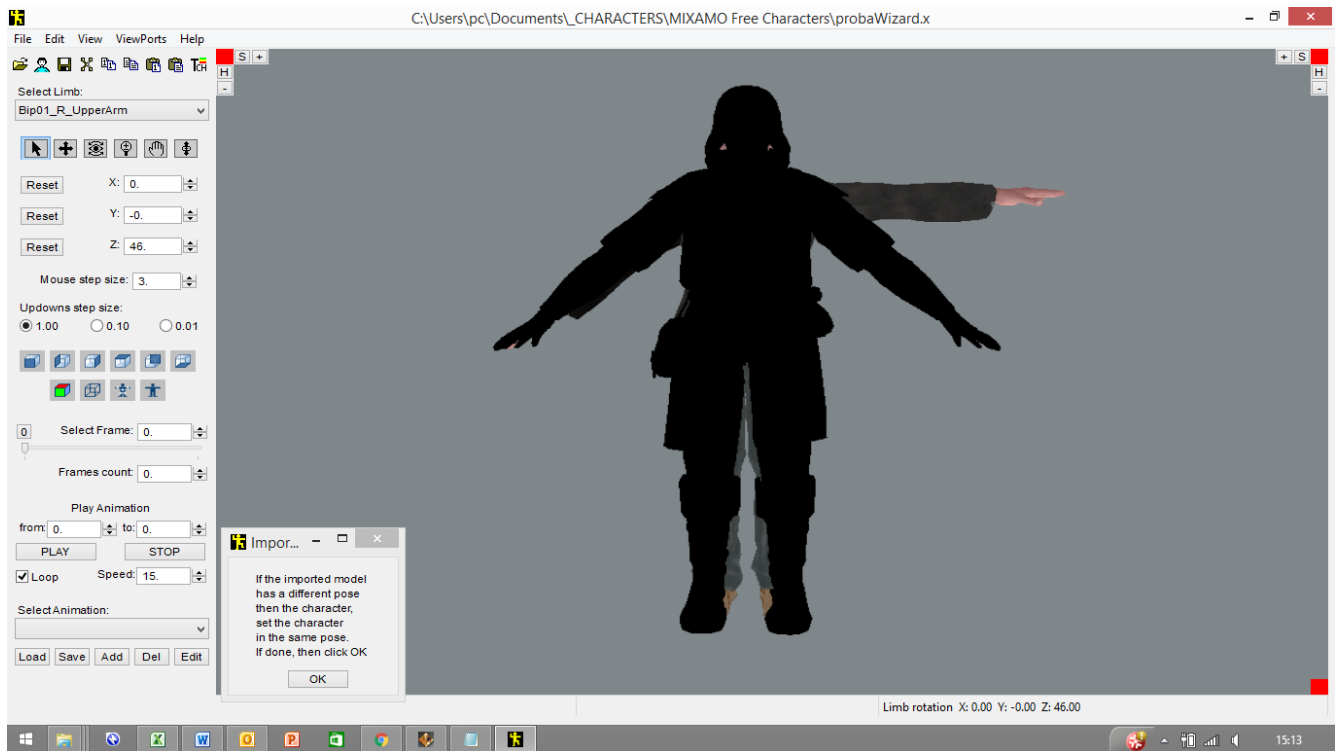 C:\Users\pc\Documents\_CHARACTERS\MIXAMO Free Characters\probaWizard.x
File Edit View ViewPorts Help
S +
+ S
H
H
-
-
Select Limb:
Bip01_R_UpperArm
Reset X: 0.
Reset Y: -0.
Reset Z: 46.
Mouse step size: 3.
Updowns step size:
1.00 0.10 0.01
0 Select Frame: 0.
Frames count: 0.
Play Animation
from: 0. to: 0.
PLAY STOP
Loop Speed: 15.
Select Animation:
Load Save Add Del Edit
Impor...
If the imported model
has a different pose
then the character,
set the character
in the same pose.
If done, then click OK
OK
Limb rotation X: 0.00 Y: -0.00 Z: 46.00
15:13